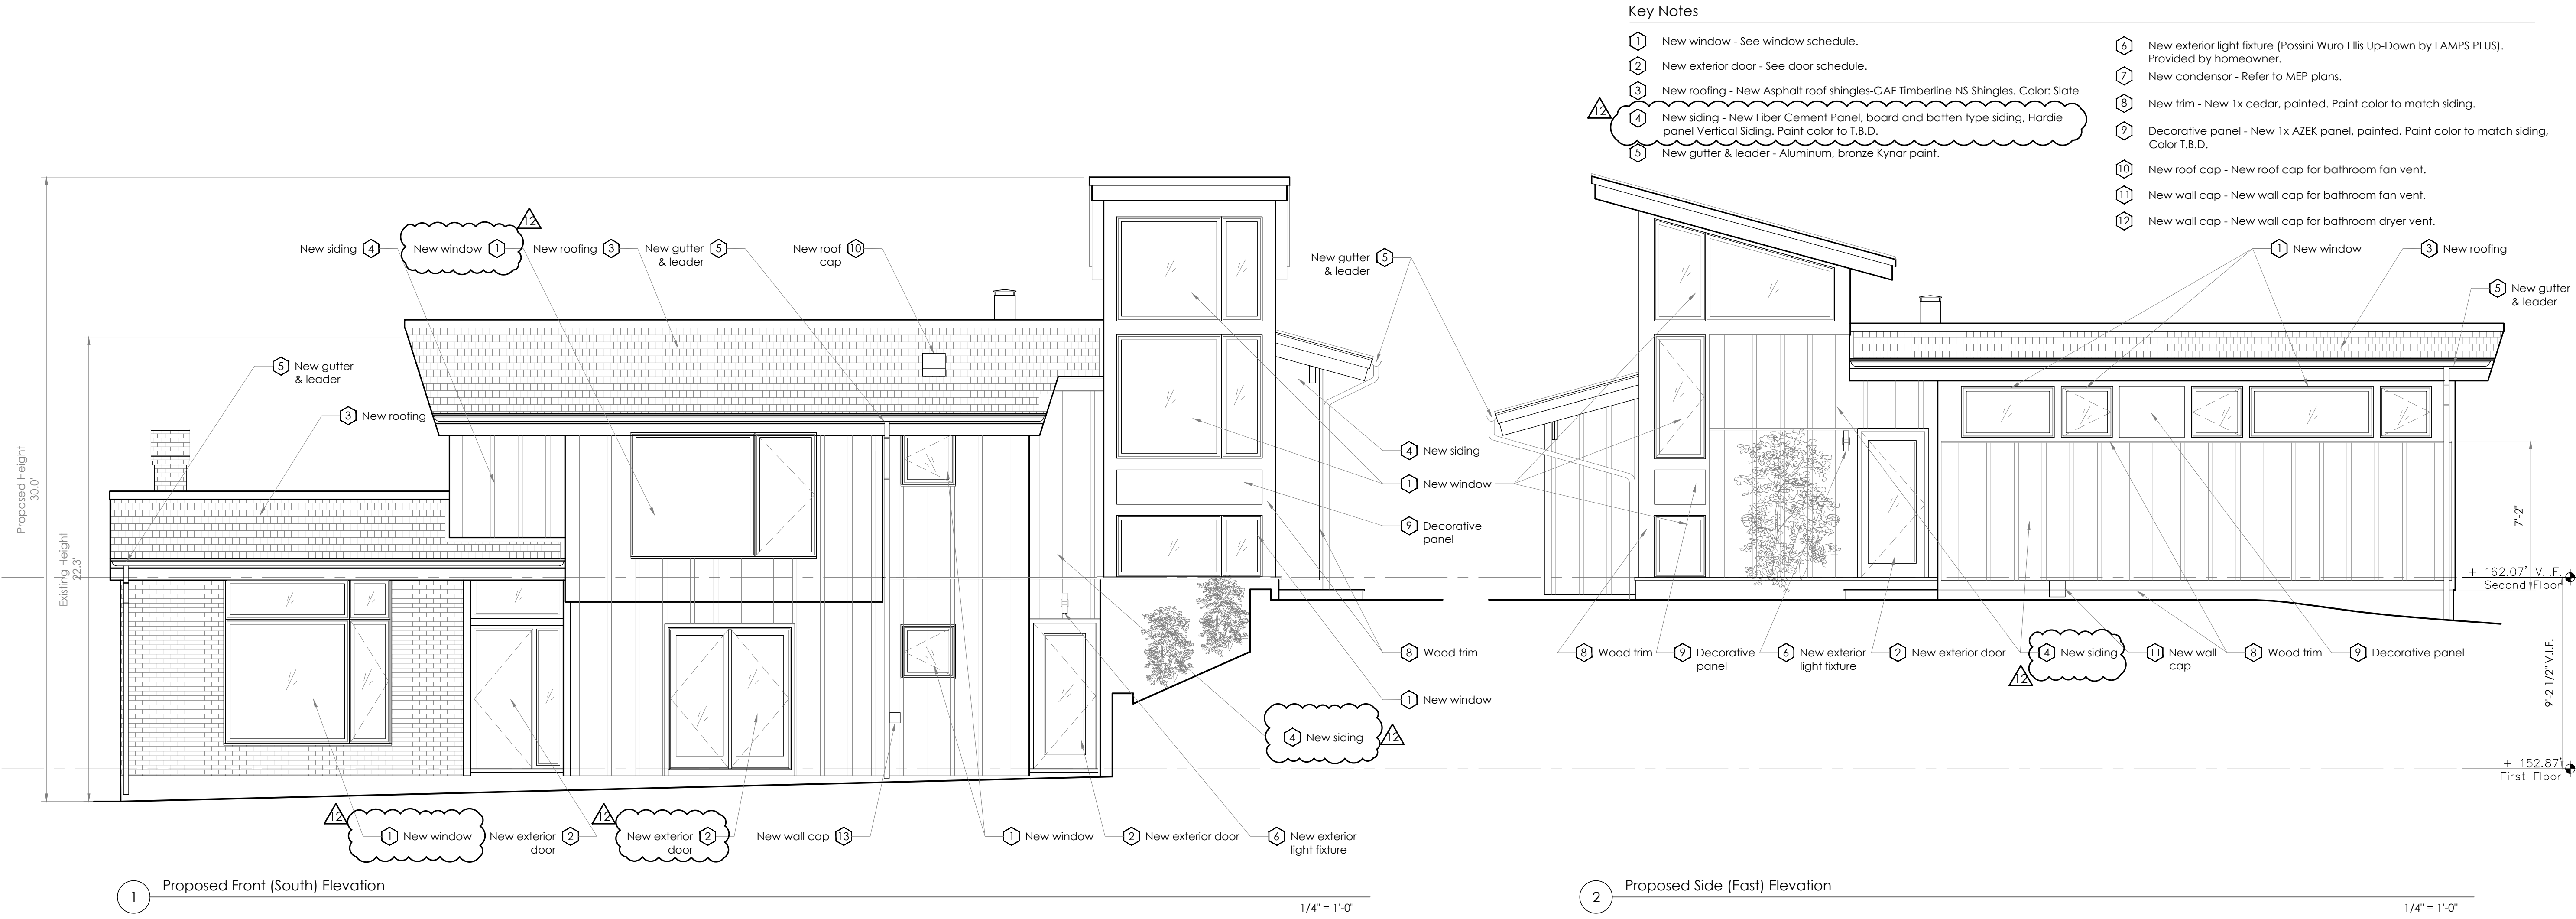 Key Notes
1 New window - See window schedule.
2 New exterior door - See door schedule.
3 New roofing - New Asphalt roof shingles-GAF Timberline NS Shingles. Color: Slate
12
4 New siding - New Fiber Cement Panel, board and batten type siding, Hardie
panel Vertical Siding. Paint color to T.B.D.
5 New gutter & leader - Aluminum, bronze Kynar paint.
6 New exterior light fixture (Possini Wuro Ellis Up-Down by LAMPS PLUS).
Provided by homeowner.
7 New condensor - Refer to MEP plans.
8 New trim - New 1x cedar, painted. Paint color to match siding.
9 Decorative panel - New 1x AZEK panel, painted. Paint color to match siding,
Color T.B.D.
10 New roof cap - New roof cap for bathroom fan vent.
11 New wall cap - New wall cap for bathroom fan vent.
12 New wall cap - New wall cap for bathroom dryer vent.
12
New siding 4
New window 1
New roofing 3
New gutter 5
& leader
New roof 10
cap
New gutter 5
& leader
5 New gutter
& leader
3 New roofing
Proposed Height
30.0'
Existing Height
22.3'
4 New siding
1 New window
9 Decorative
panel
8 Wood trim
1 New window
4 New siding
12
12
1 New window
New exterior 2
door
12
New exterior 2
door
New wall cap 13
1 New window
2 New exterior door
6 New exterior
light fixture
1 Proposed Front (South) Elevation
1/4" = 1'-0"
1 New window
3 New roofing
5 New gutter
& leader
7'-2"
+ 162.07' V.I.F.
Second Floor
9'-2 1/2" V.I.F.
+ 152.87'
First Floor
8 Wood trim
9 Decorative
panel
6 New exterior
light fixture
2 New exterior door
4 New siding
12
11 New wall
cap
8 Wood trim
9 Decorative panel
2 Proposed Side (East) Elevation
1/4" = 1'-0"